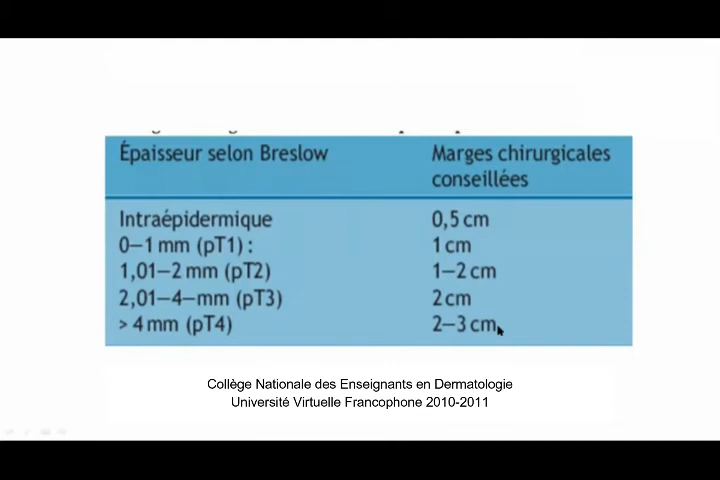 Épaisseur selon Breslow Marges chirurgicales
conseillées
Intraépidermique 0,5 cm
0–1 mm (pT1) : 1 cm
1,01–2 mm (pT2) 1–2 cm
2,01–4–mm (pT3) 2 cm
> 4 mm (pT4) 2–3 cm
Collège Nationale des Enseignants en Dermatologie
Université Virtuelle Francophone 2010-2011